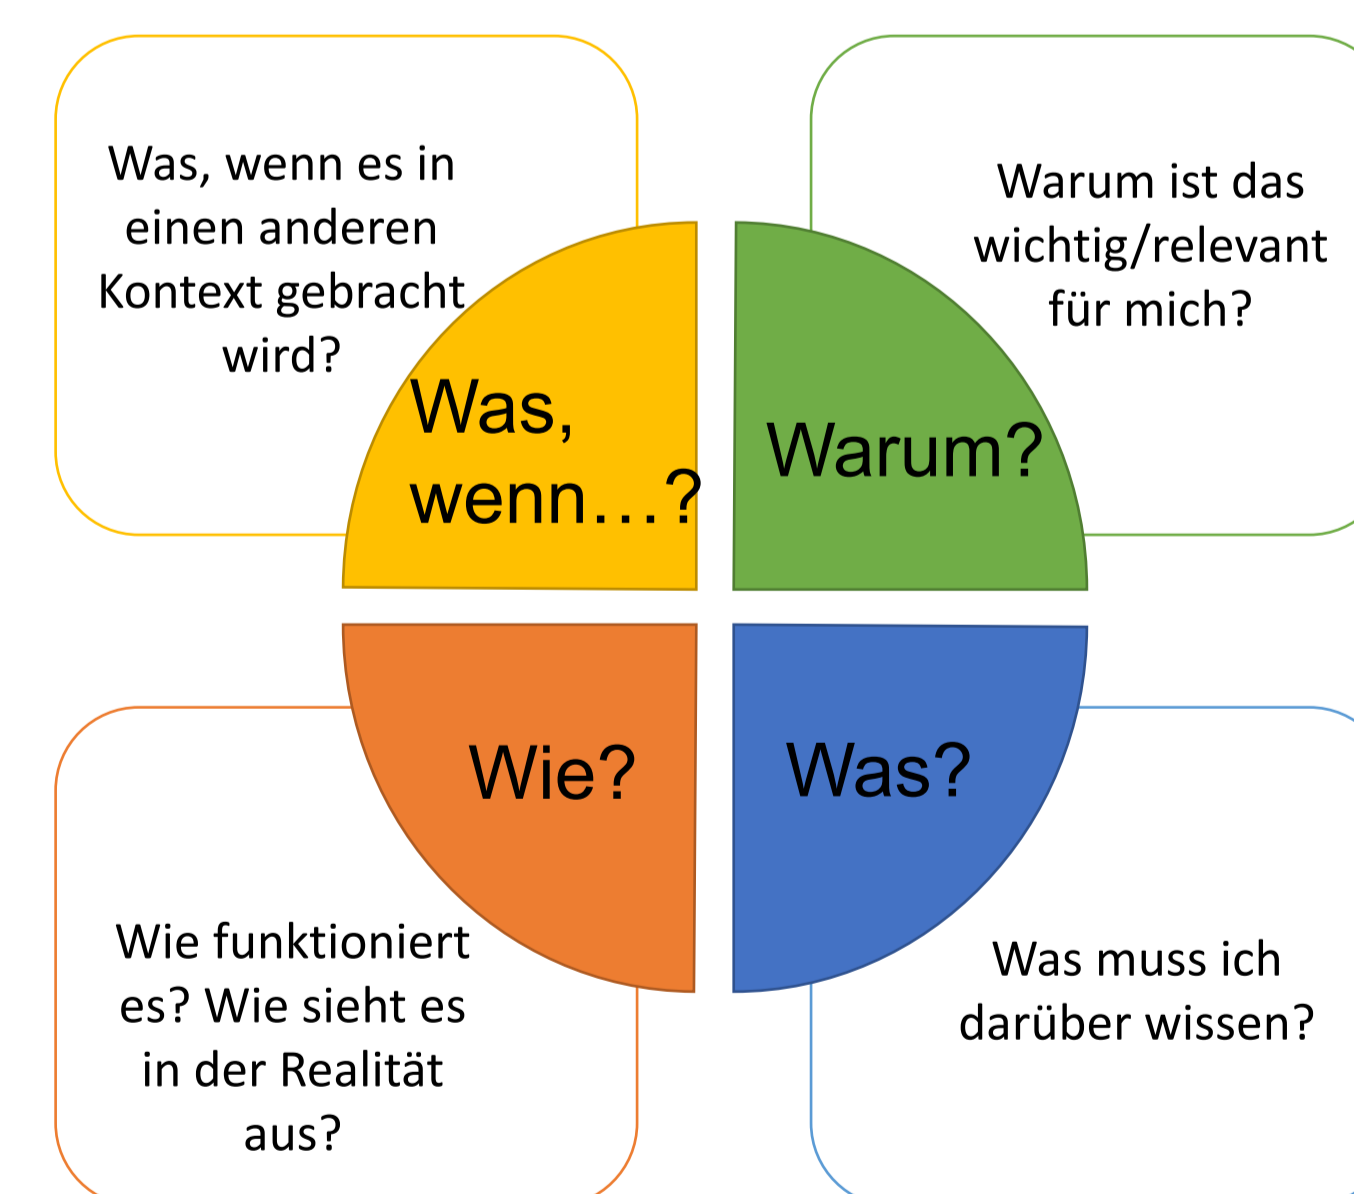 Was, wenn es in
einen anderen
Kontext gebracht
wird?
Warum ist das
wichtig/relevant
für mich?
Was,
wenn…?
Warum?
Wie?
Was?
Wie funktioniert
es? Wie sieht es
in der Realität
aus?
Was muss ich
darüber wissen?